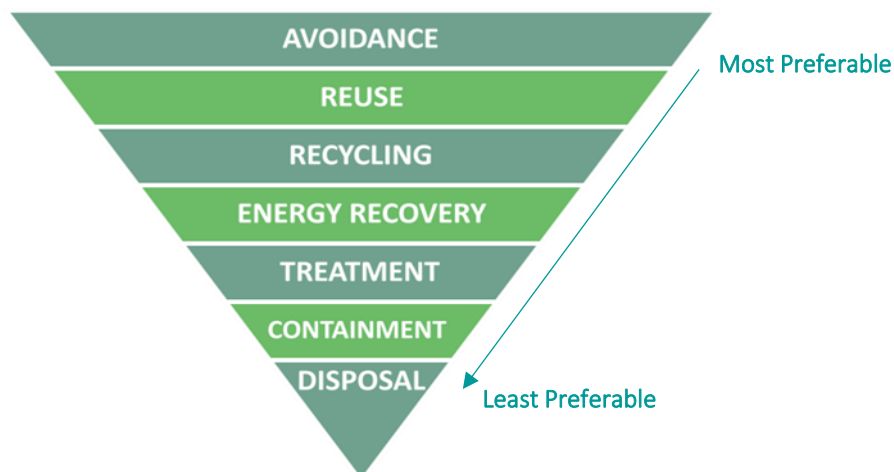 AVOIDANCE
Most Preferable
REUSE
RECYCLING
ENERGY RECOVERY
TREATMENT
CONTAINMENT
DISPOSAL
Least Preferable